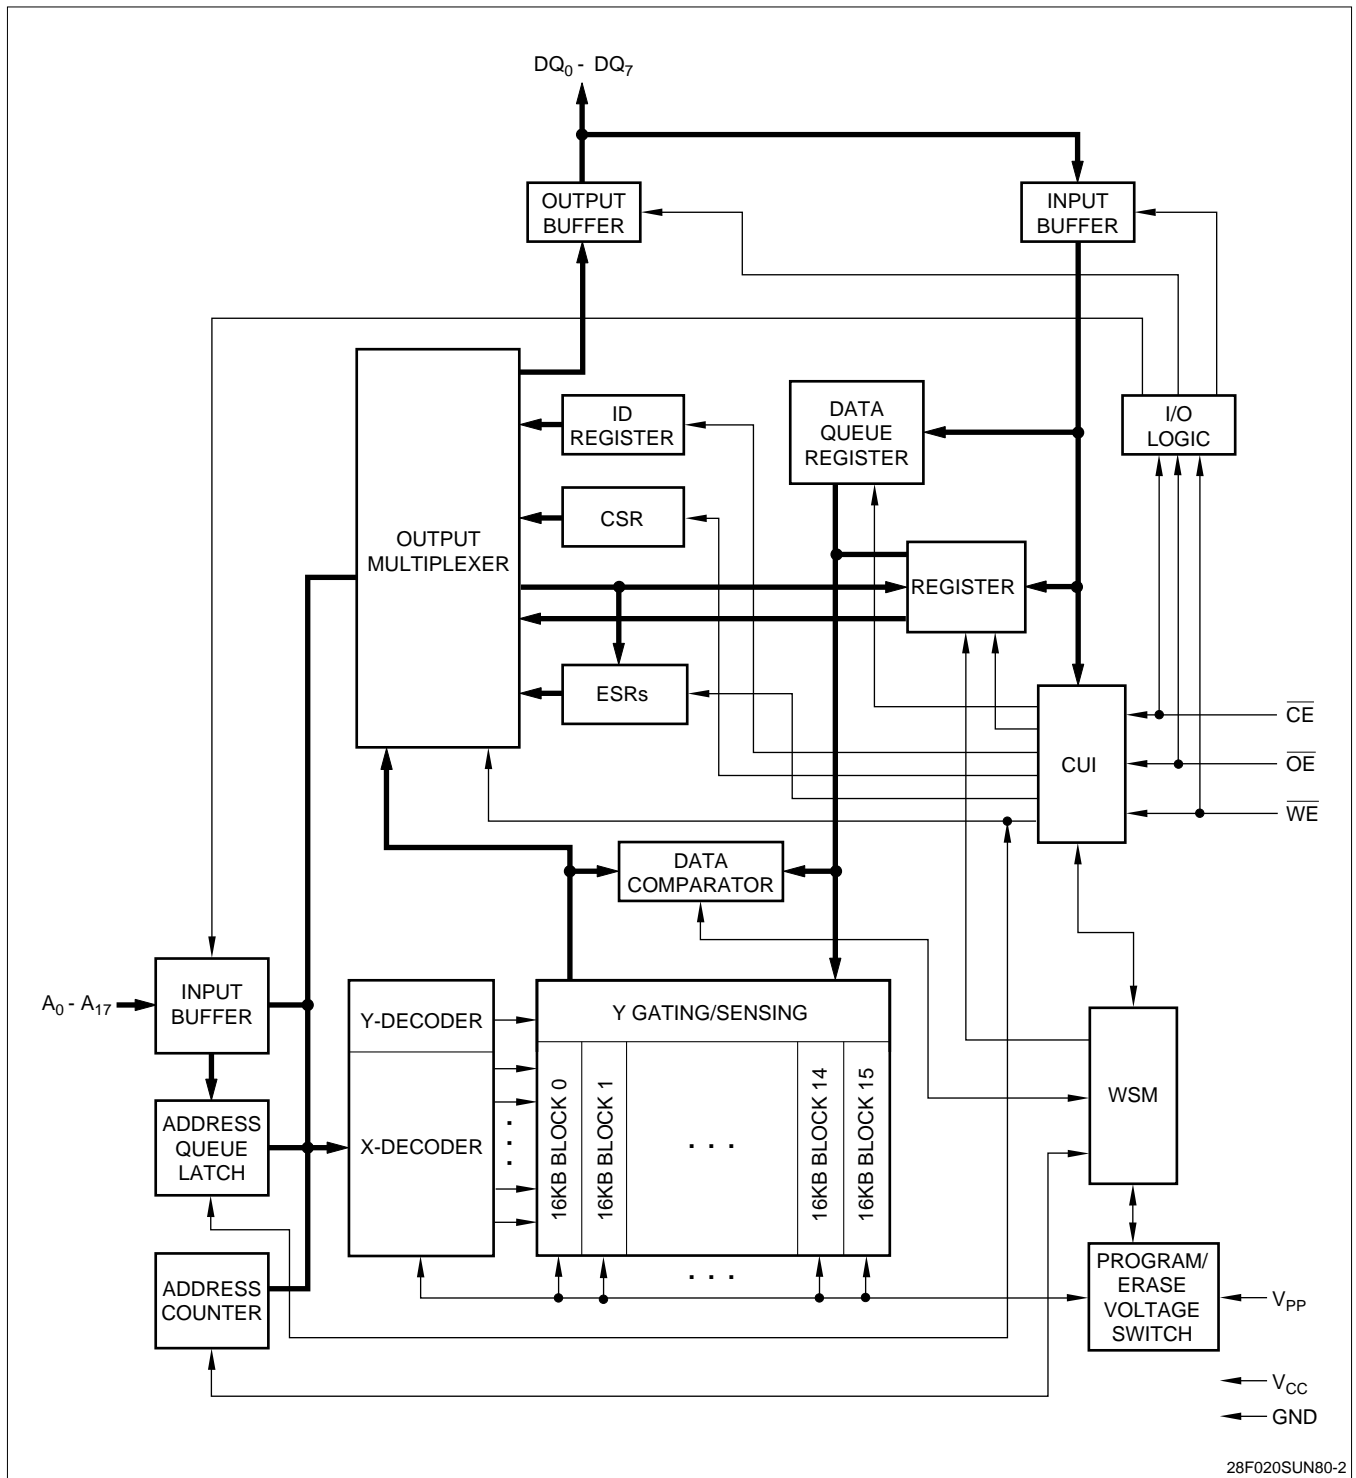 DQ0 - DQ7
OUTPUT
BUFFER
INPUT
BUFFER
ID
REGISTER
DATA
QUEUE
REGISTER
I/O
LOGIC
CSR
OUTPUT
MULTIPLEXER
REGISTER
ESRs
CUI
CE
OE
WE
DATA
COMPARATOR
A0 - A17
INPUT
BUFFER
Y-DECODER
Y GATING/SENSING
ADDRESS
QUEUE
LATCH
X-DECODER
16KB BLOCK 0
16KB BLOCK 1
. . .
16KB BLOCK 14
16KB BLOCK 15
WSM
. . .
ADDRESS
COUNTER
PROGRAM/
ERASE
VOLTAGE
SWITCH
VPP
VCC
GND
28F020SUN80-2